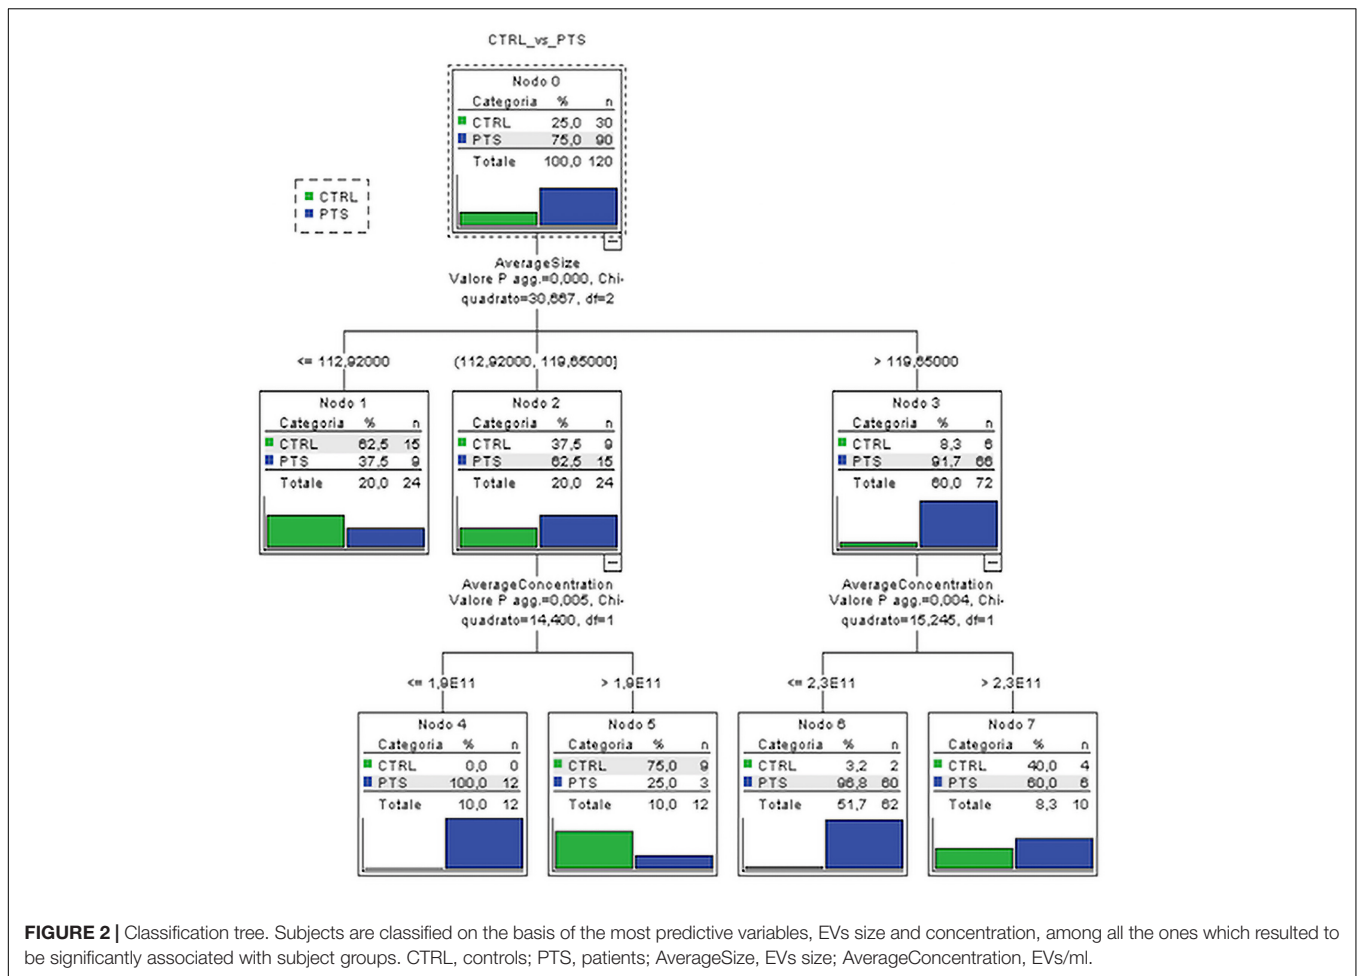 CTRL_vs_PTS
Nodo 0
Categoria % n
CTRL 25,0 30
PTS 75,0 90
Totale 100,0 120
CTRL
PTS
AverageSize
Valore P agg.=0,000, Chi-
quadrato=30,667, df=2
<= 112,92000
(112,92000, 119,65000]
> 119,65000
Nodo 1
Categoria % n
CTRL 62,5 15
PTS 37,5 9
Totale 20,0 24
Nodo 2
Categoria % n
CTRL 37,5 9
PTS 62,5 15
Totale 20,0 24
Nodo 3
Categoria % n
CTRL 8,3 6
PTS 91,7 66
Totale 60,0 72
AverageConcentration
Valore P agg.=0,005, Chi-
quadrato=14,400, df=1
AverageConcentration
Valore P agg.=0,004, Chi-
quadrato=15,245, df=1
<= 1,9E11
> 1,9E11
<= 2,3E11
> 2,3E11
Nodo 4
Categoria % n
CTRL 0,0 0
PTS 100,0 12
Totale 10,0 12
Nodo 5
Categoria % n
CTRL 75,0 9
PTS 25,0 3
Totale 10,0 12
Nodo 6
Categoria % n
CTRL 3,2 2
PTS 96,8 60
Totale 51,7 62
Nodo 7
Categoria % n
CTRL 40,0 4
PTS 60,0 6
Totale 8,3 10
FIGURE 2 | Classification tree. Subjects are classified on the basis of the most predictive variables, EVs size and concentration, among all the ones which resulted to
be significantly associated with subject groups. CTRL, controls; PTS, patients; AverageSize, EVs size; AverageConcentration, EVs/ml.